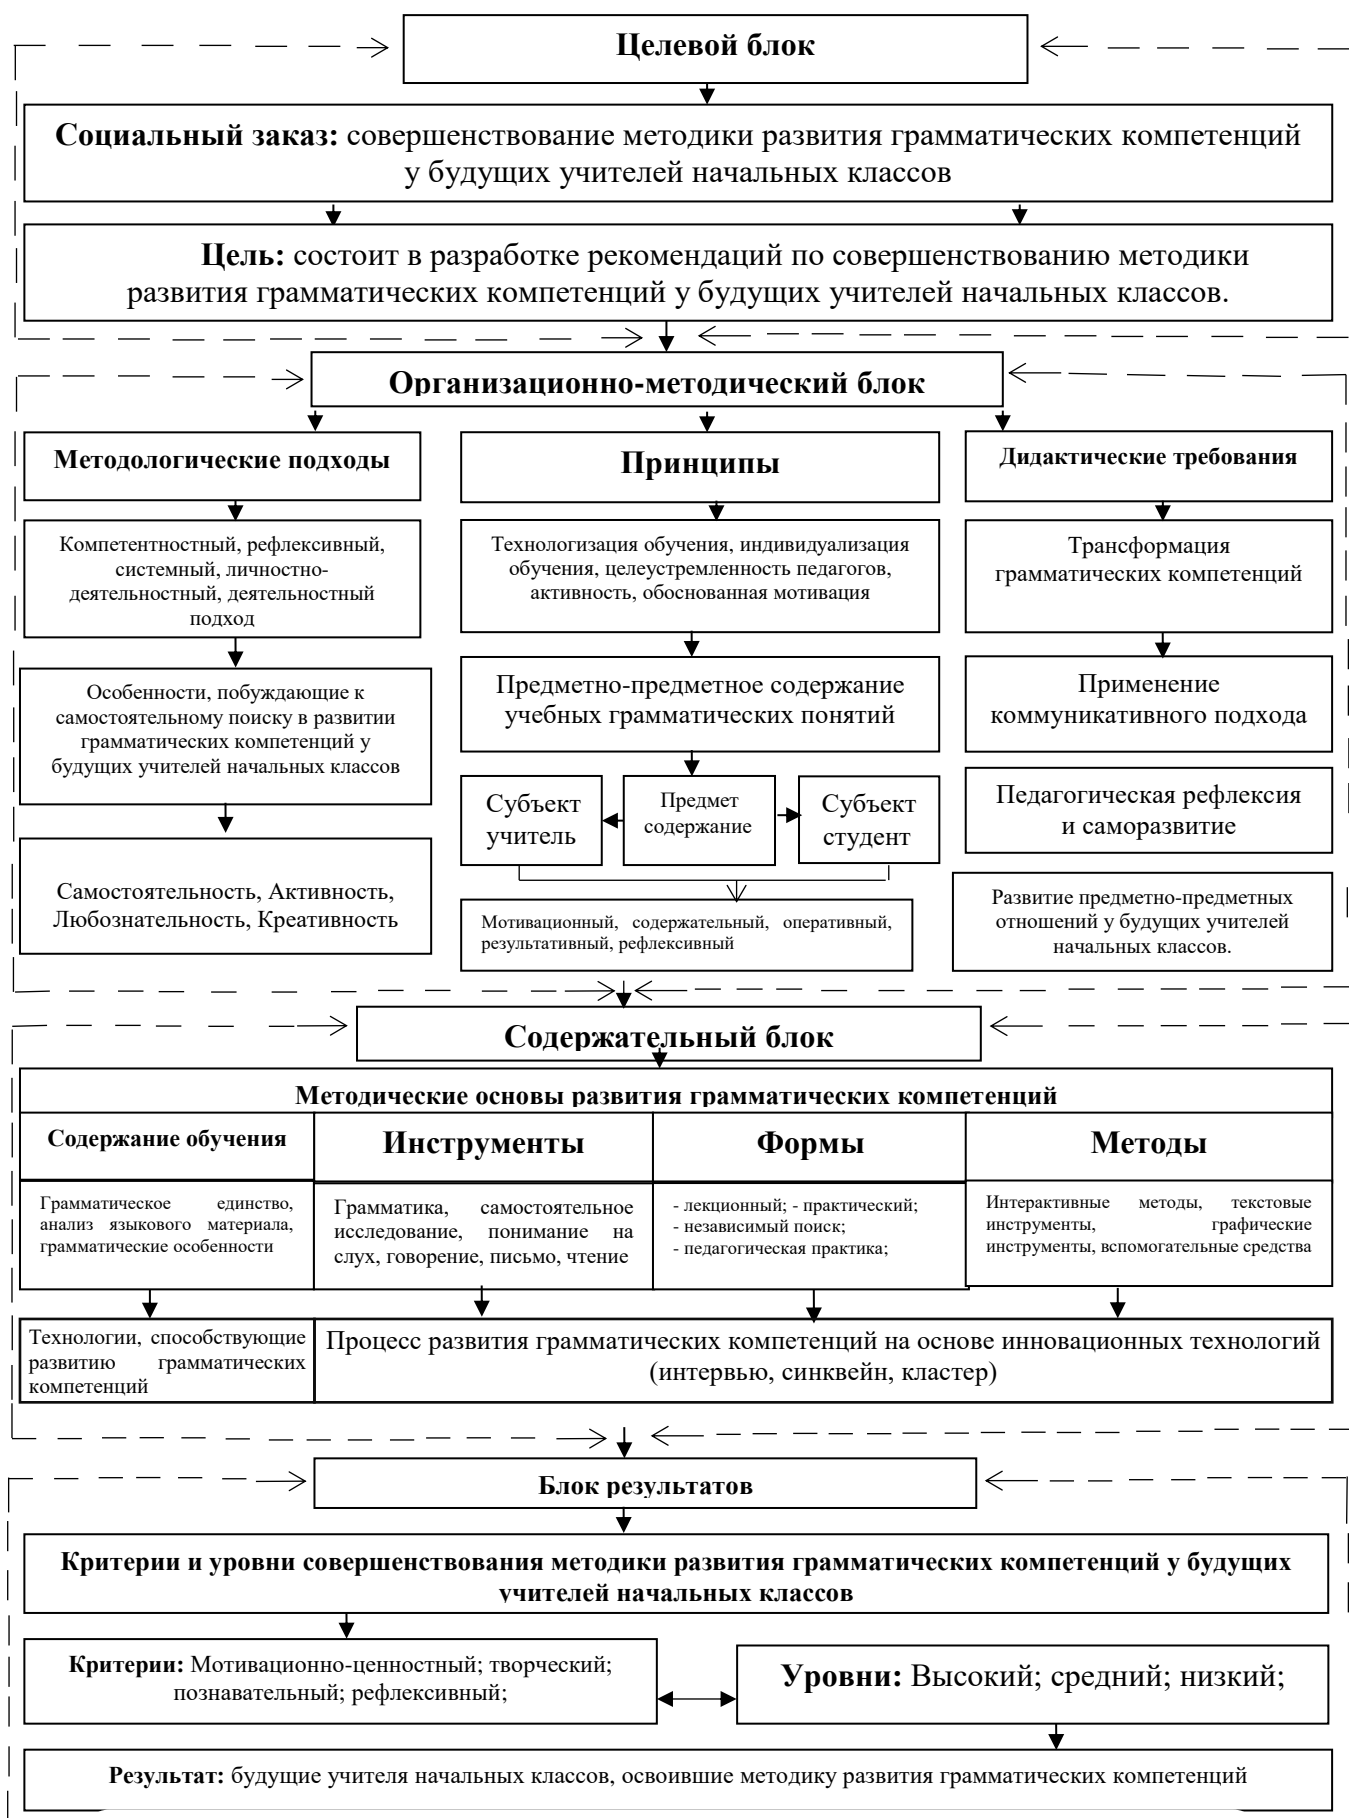 Целевой блок
Социальный заказ: совершенствование методики развития грамматических компетенций
у будущих учителей начальных классов
Цель: состоит в разработке рекомендаций по совершенствованию методики
развития грамматических компетенций у будущих учителей начальных классов.
Организационно-методический блок
Методологические подходы
Компетентностный, рефлексивный,
системный, личностно-
деятельностный, деятельностный
подход
Особенности, побуждающие к
самостоятельному поиску в развитии
грамматических компетенций у
будущих учителей начальных классов
Самостоятельность, Активность,
Любознательность, Креативность
Принципы
Технологизация обучения, индивидуализация
обучения, целеустремленность педагогов,
активность, обоснованная мотивация
Предметно-предметное содержание
учебных грамматических понятий
Субъект
учитель
Предмет
содержание
Субъект
студент
Мотивационный, содержательный, оперативный,
результативный, рефлексивный
Дидактические требования
Трансформация
грамматических компетенций
Применение
коммуникативного подхода
Педагогическая рефлексия
и саморазвитие
Развитие предметно-предметных
отношений у будущих учителей
начальных классов.
Содержательный блок
Методические основы развития грамматических компетенций
Содержание обучения
Инструменты
Формы
Методы
Грамматическое единство,
анализ языкового материала,
грамматические особенности
Грамматика, самостоятельное
исследование, понимание на
слух, говорение, письмо, чтение
- лекционный; - практический;
- независимый поиск;
- педагогическая практика;
Интерактивные методы, текстовые
инструменты, графические
инструменты, вспомогательные средства
Технологии, способствующие
развитию грамматических
компетенций
Процесс развития грамматических компетенций на основе инновационных технологий
(интервью, синквейн, кластер)
Блок результатов
Критерии и уровни совершенствования методики развития грамматических компетенций у будущих
учителей начальных классов
Критерии: Мотивационно-ценностный; творческий;
познавательный; рефлексивный;
Уровни: Высокий; средний; низкий;
Результат: будущие учителя начальных классов, освоившие методику развития грамматических компетенций